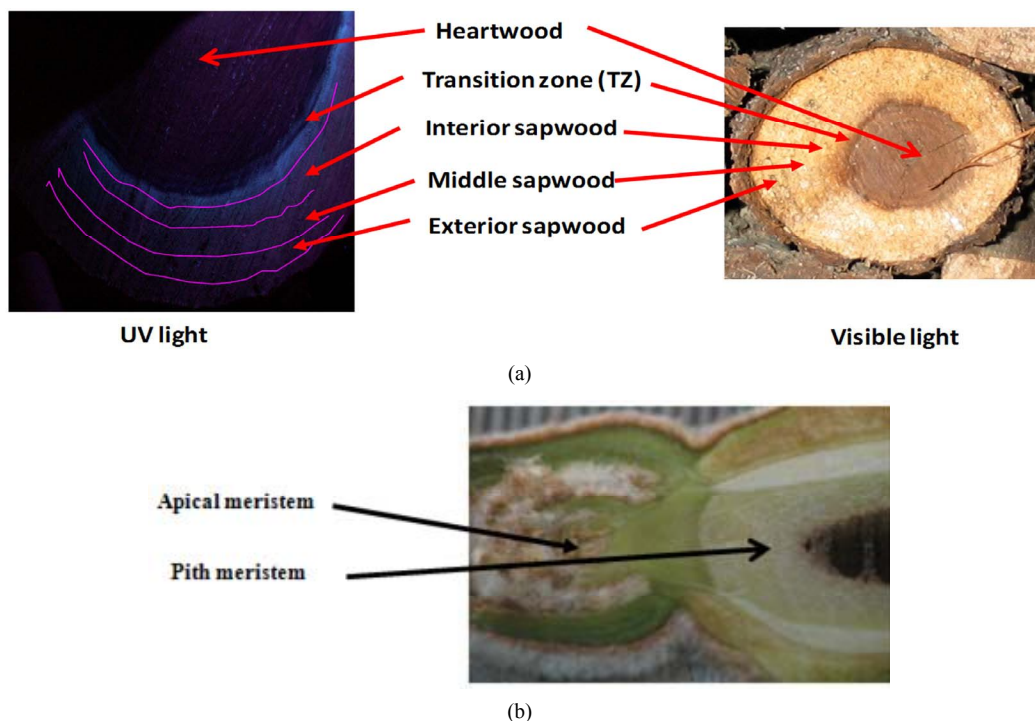 Heartwood
Transition zone (TZ)
Interior sapwood
Middle sapwood
Exterior sapwood
UV light
Visible light
(a)
Apical meristem
Pith meristem
(b)